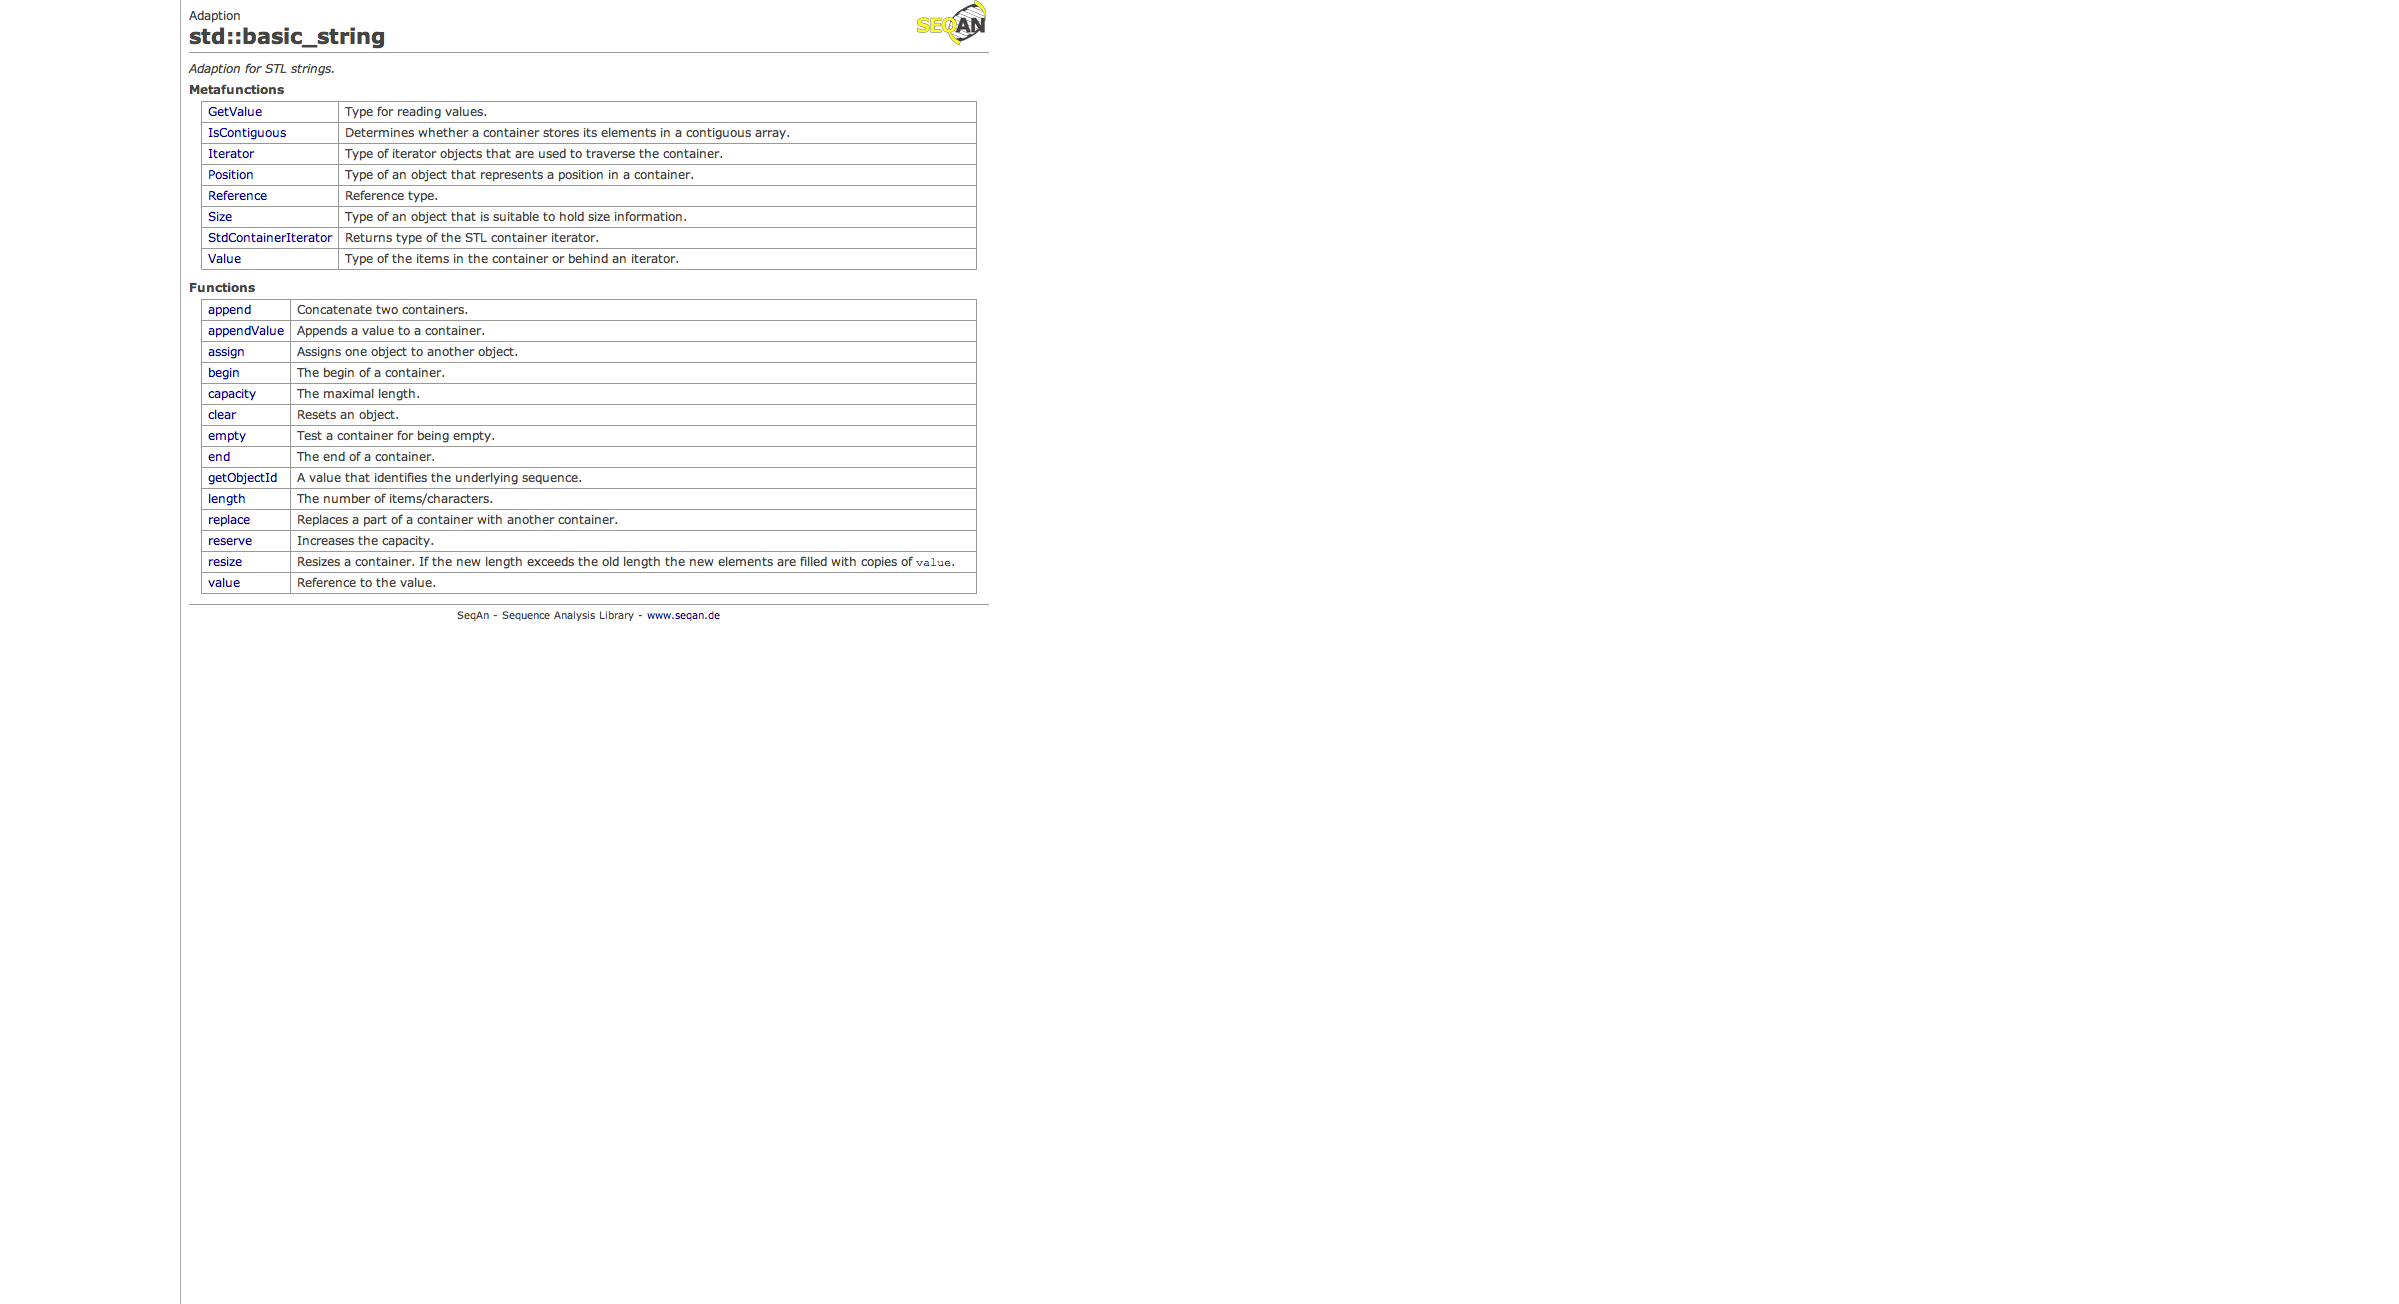 Adaption
SEQAN
std::basic_string
Adaption for STL strings.
Metafunctions
GetValue Type for reading values.
IsContiguous Determines whether a container stores its elements in a contiguous array.
Iterator Type of iterator objects that are used to traverse the container.
Position Type of an object that represents a position in a container.
Reference Reference type.
Size Type of an object that is suitable to hold size information.
StdContainerIterator Returns type of the STL container iterator.
Value Type of the items in the container or behind an iterator.
Functions
append Concatenate two containers.
appendValue Appends a value to a container.
assign Assigns one object to another object.
begin The begin of a container.
capacity The maximal length.
clear Resets an object.
empty Test a container for being empty.
end The end of a container.
getObjectId A value that identifies the underlying sequence.
length The number of items/characters.
replace Replaces a part of a container with another container.
reserve Increases the capacity.
resize Resizes a container. If the new length exceeds the old length the new elements are filled with copies of value.
value Reference to the value.
SeqAn - Sequence Analysis Library - www.seqan.de